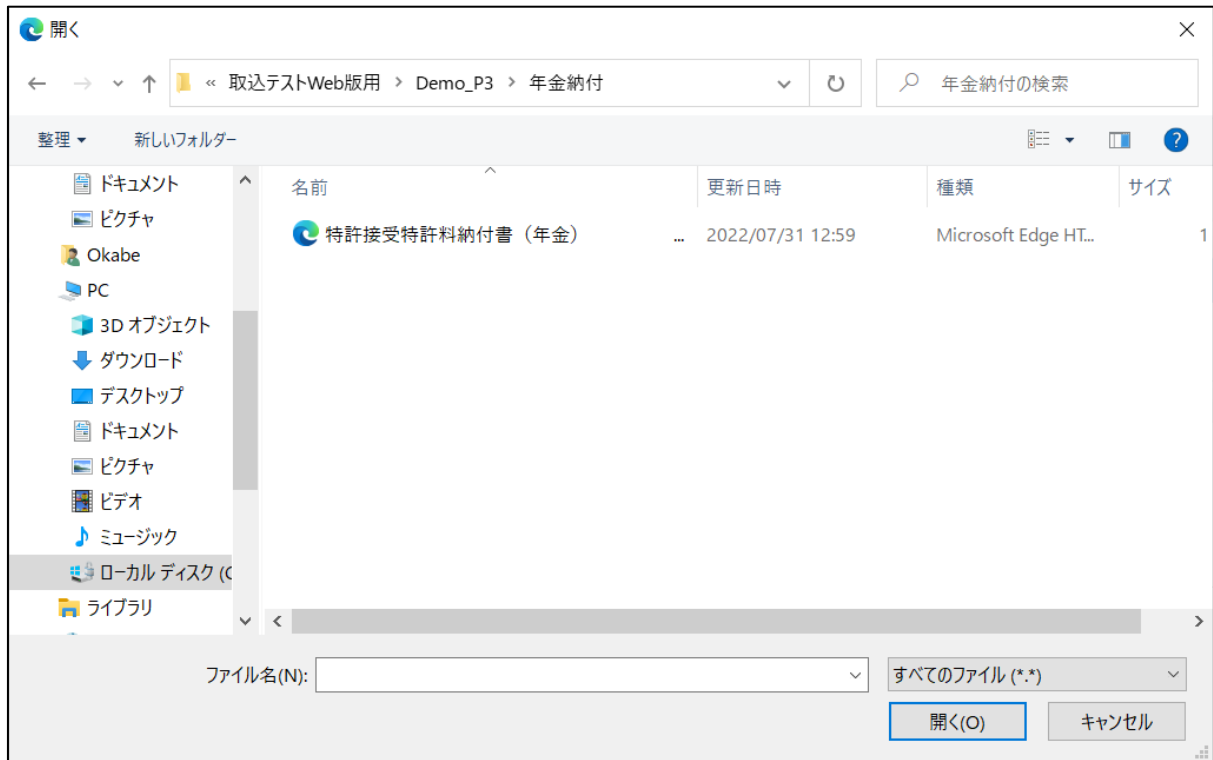 開く
« 取込テストWeb版用 > Demo_P3 > 年金納付
年金納付の検索
整理
新しいフォルダー
?
ドキュメント
ピクチャ
Okabe
PC
3D オブジェクト
ダウンロード
デスクトップ
ドキュメント
ピクチャ
ビデオ
ミュージック
ローカル ディスク (C
ライブラリ
名前 更新日時 種類 サイズ
特許接受特許料納付書（年金） ... 2022/07/31 12:59 Microsoft Edge HT... 1
ファイル名(N):
すべてのファイル (*.*)
開く(O) キャンセル